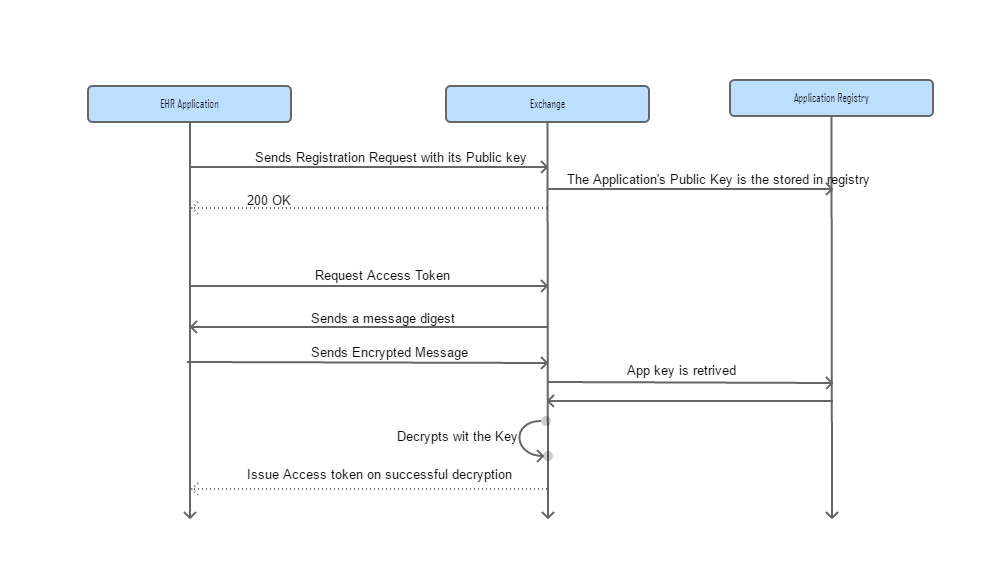 EHR Application
Exchange
Application Registry
Sends Registration Request with its Public key
The Application's Public Key is the stored in registry
200 OK
Request Access Token
Sends a message digest
Sends Encrypted Message
App key is retrived
Decrypts wit the Key
Issue Access token on successful decryption